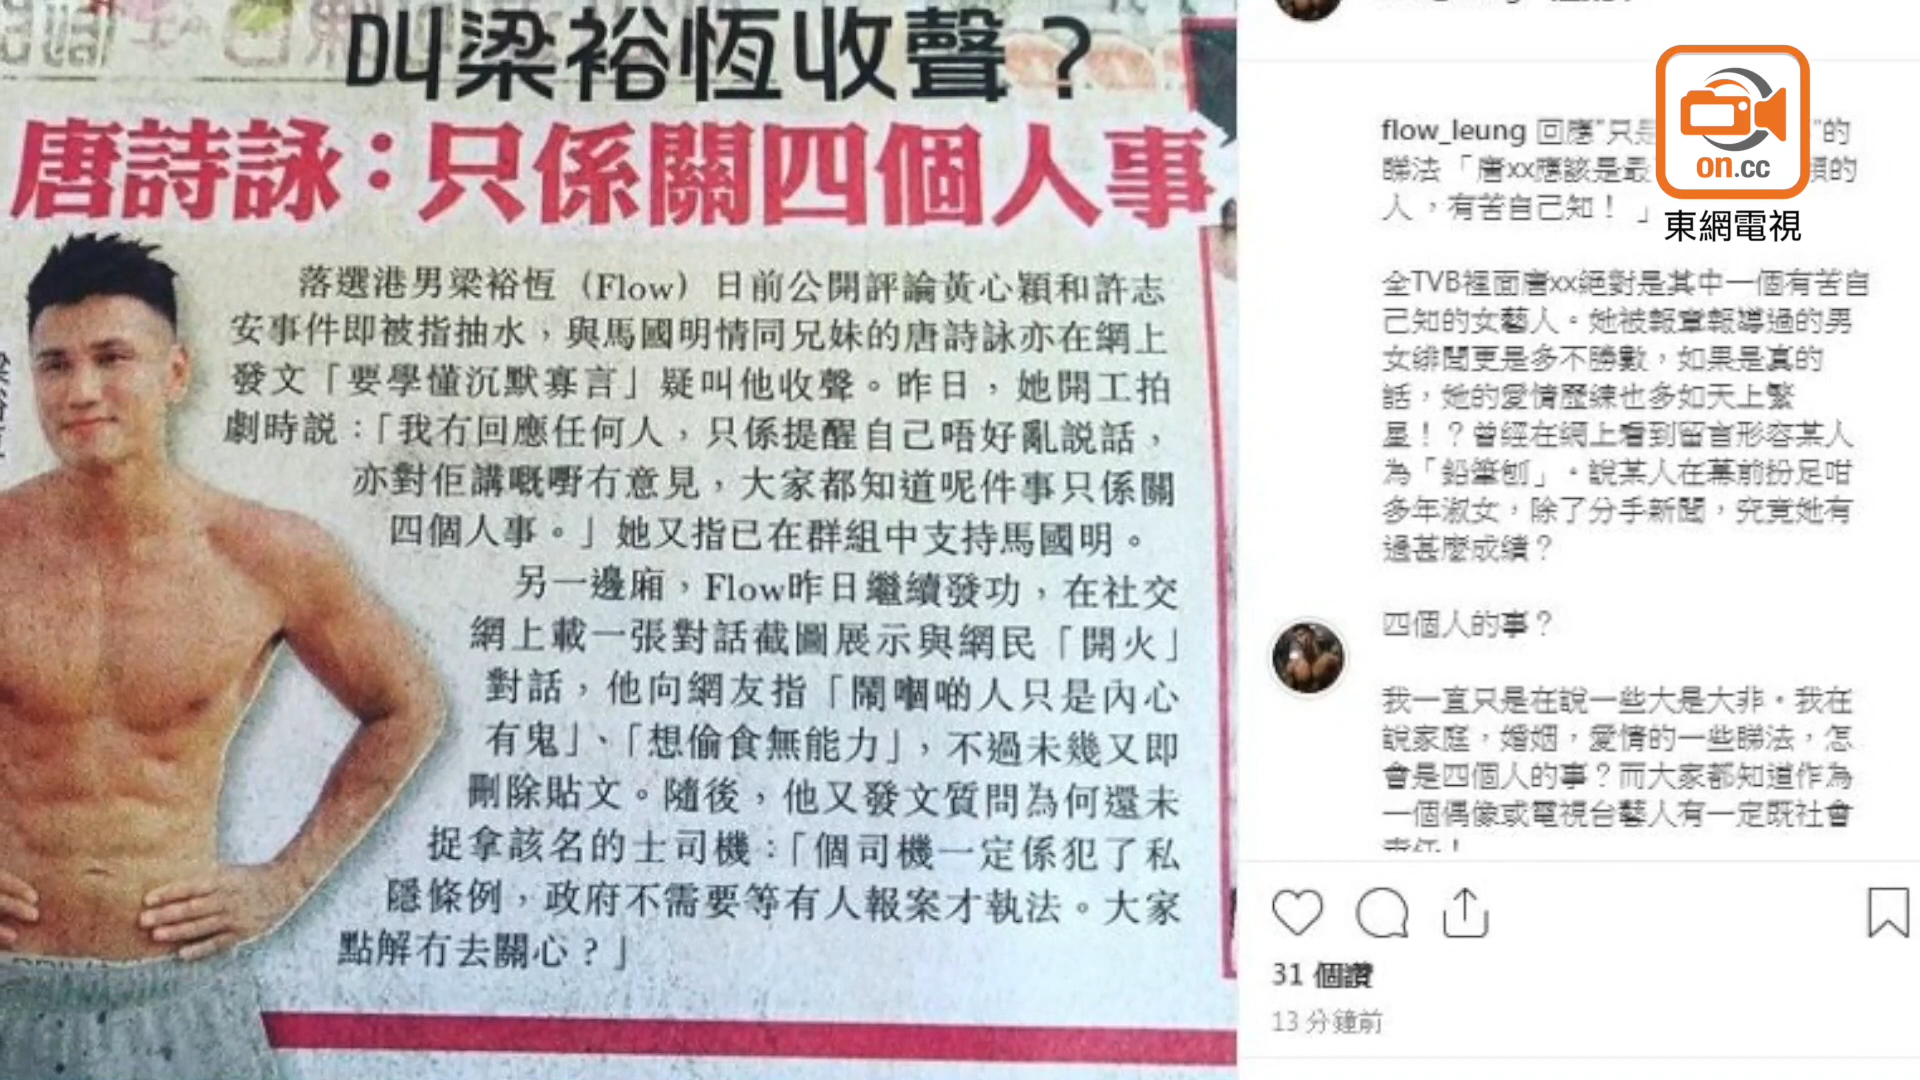 叫梁裕恆收聲？
唐詩詠：只係關四個人事
落選港男梁裕恆（Flow）日前公開評論黃心穎和許志
安事件即被指抽水，與馬國明情同兄妹的唐詩詠亦在網上
發文「要學懂沉默寡言」疑叫他收聲。昨日，她開工拍
劇時説：「我冇回應任何人，只係提醒自己唔好亂説話，
亦對佢講嘅嘢冇意見，大家都知道呢件事只係關
四個人事。」她又指已在群組中支持馬國明。
另一邊廂，Flow昨日繼續發功，在社交
網上載一張對話截圖展示與網民「開火」
對話，他向網友指「鬧嗰啲人只是內心
有鬼」、「想偷食無能力」，不過未幾又即
刪除貼文。隨後，他又發文質問為何還未
捉拿該名的士司機：「個司機一定係犯了私
隱條例，政府不需要等有人報案才執法。大家
點解冇去關心？」
flow_leung 回應"只是 "的
睇法「唐xx應該是最 煩的
人，有苦自己知！」
全TVB裡面唐xx絕對是其中一個有苦自
己知的女藝人。她被報章報導過的男
女緋聞更是多不勝數，如果是真的
話，她的愛情歷練也多如天上繁
星！？曾經在網上看到留言形容某人
為「鉛筆刨」。說某人在幕前扮足咁
多年淑女，除了分手新聞，究竟她有
過甚麼成績？
四個人的事？
我一直只是在說一些大是大非。我在
說家庭，婚姻，愛情的一些睇法，怎
會是四個人的事？而大家都知道作為
一個偶像或電視台藝人有一定既社會
責任！
31 個讚
13 分鐘前
on.cc
東網電視